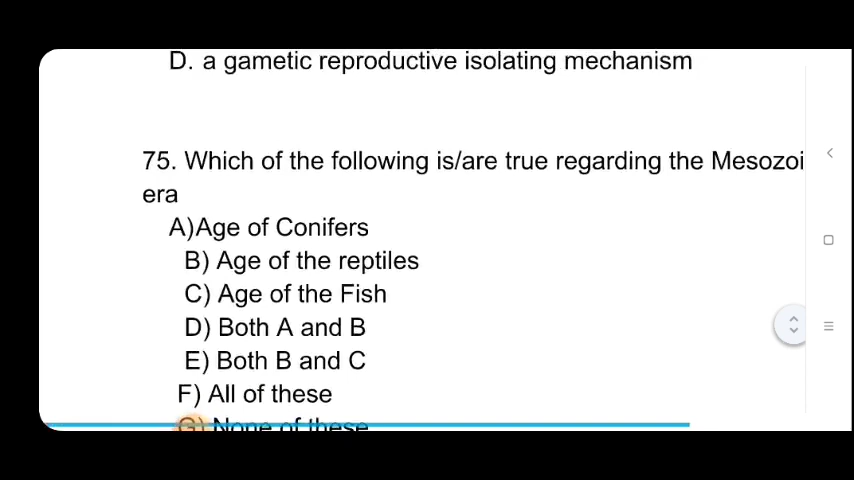 D. a gametic reproductive isolating mechanism
75. Which of the following is/are true regarding the Mesozoi
era
A)Age of Conifers
B) Age of the reptiles
C) Age of the Fish
D) Both A and B
E) Both B and C
F) All of these
G) None of these